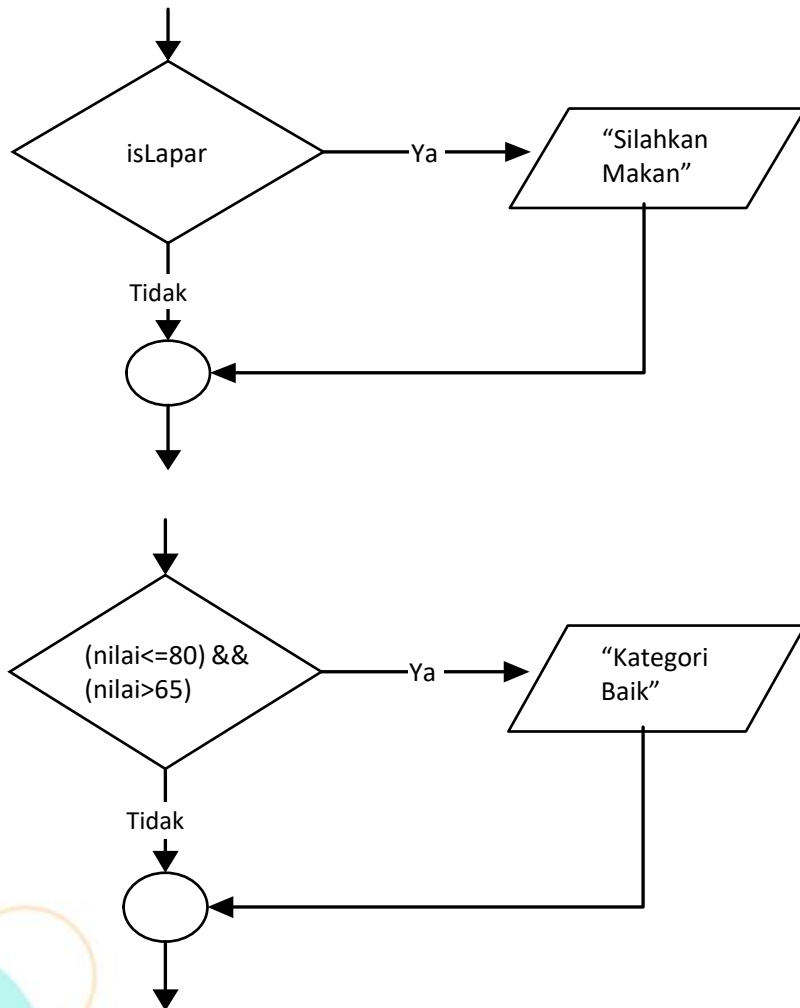 isLapar
Ya
“Silahkan
Makan”
Tidak
(nilai<=80) &&
(nilai>65)
Ya
“Kategori
Baik”
Tidak